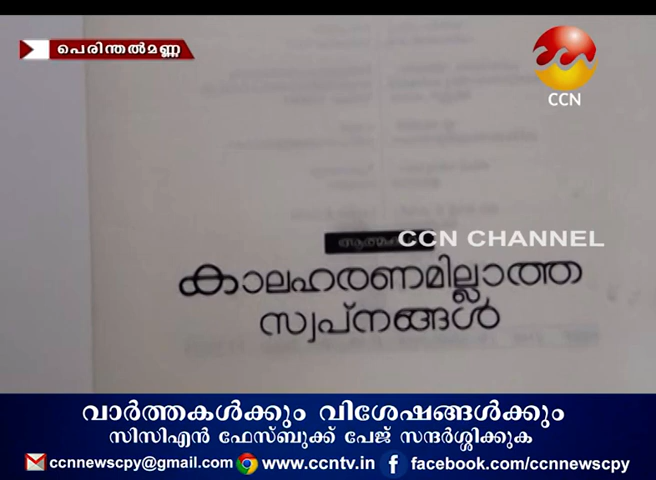 പെരിന്തൽമണ്ണ
CCN
CCN CHANNEL
കാലഹരണമില്ലാത്ത
സ്വപ്നങ്ങൾ
വാർത്തകൾക്കും വിശേഷങ്ങൾക്കും
സിസിഎൻ ഫേസ്ബുക്ക് പേജ് സന്ദർശ്ശിക്കുക
ccnnewscpy@gmail.com www.ccntv.in facebook.com/ccnnewspy